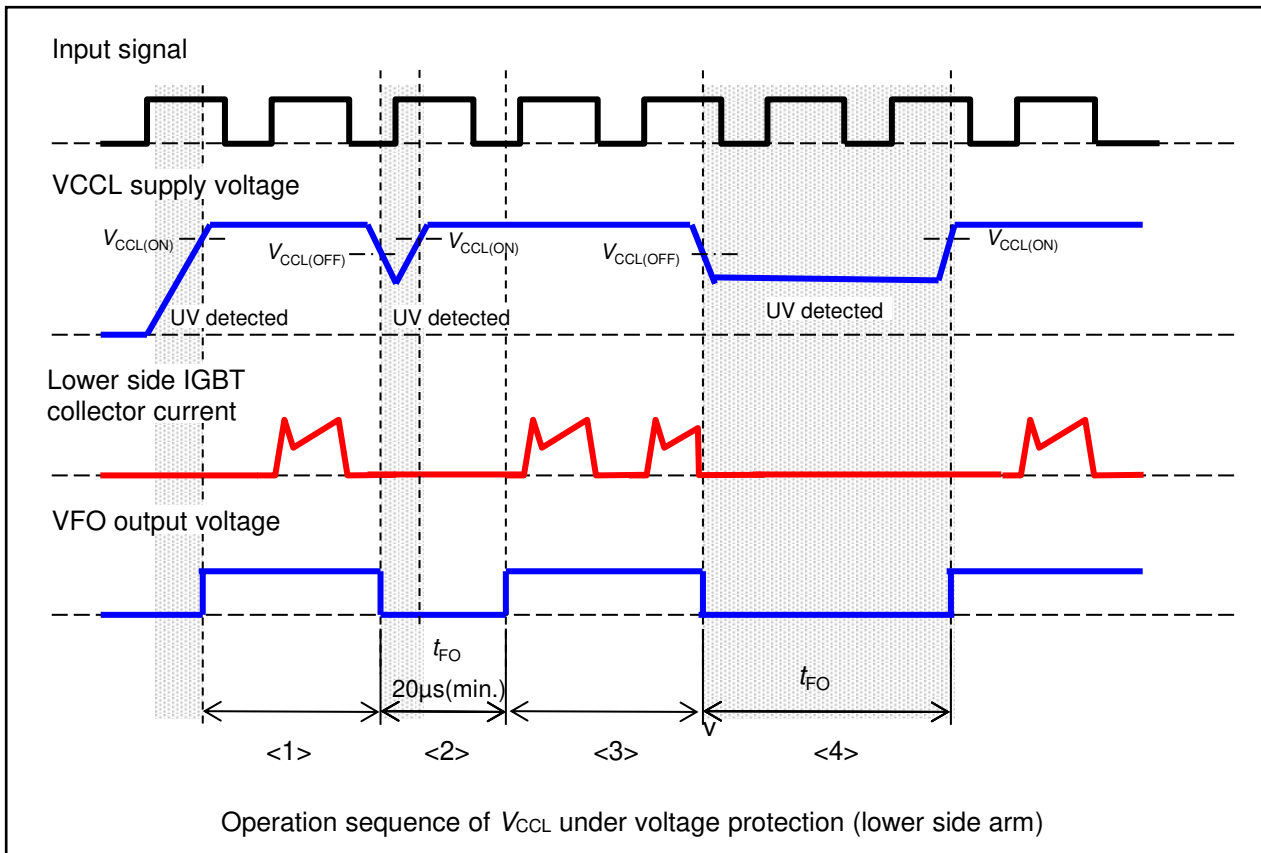 Input signal
VCCL supply voltage
VCCL(ON)
VCCL(OFF)
VCCL(ON)
VCCL(OFF)
VCCL(ON)
UV detected
UV detected
UV detected
Lower side IGBT
collector current
VFO output voltage
tFO
20µs(min.)
tFO
v
<1>
<2>
<3>
<4>
Operation sequence of VCCL under voltage protection (lower side arm)